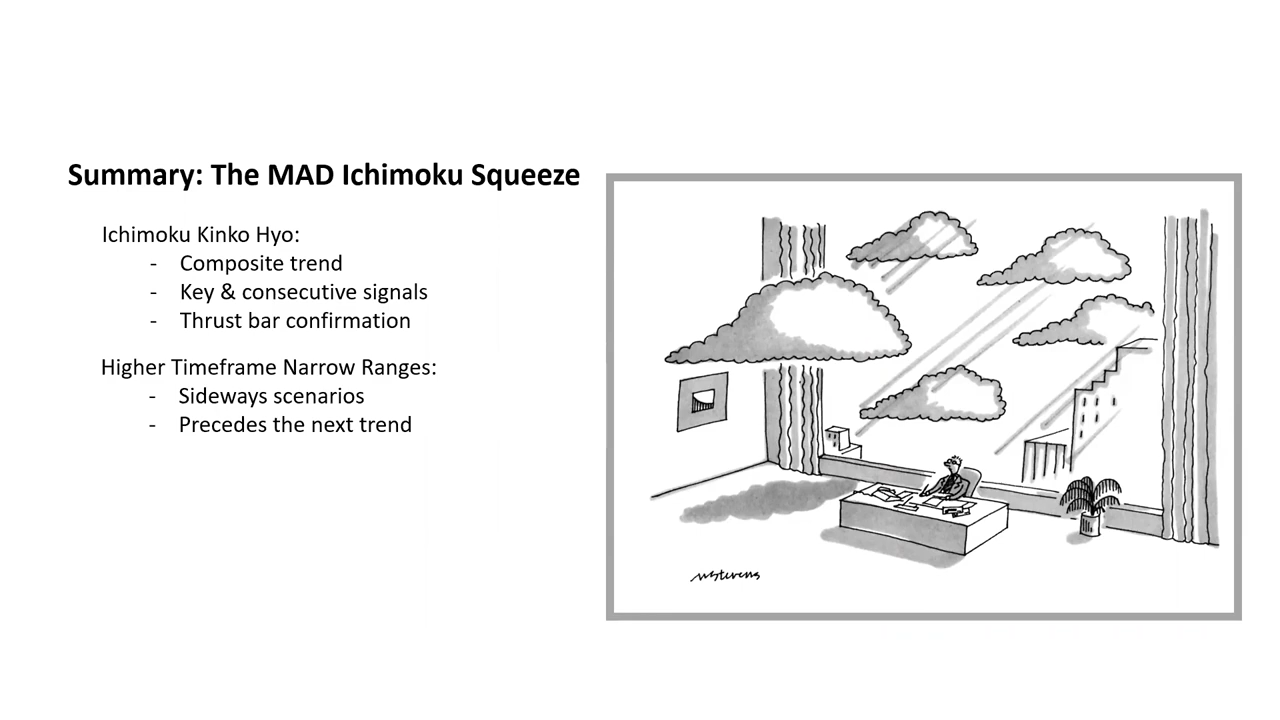 Summary: The MAD Ichimoku Squeeze
Ichimoku Kinko Hyo:
- Composite trend
- Key & consecutive signals
- Thrust bar confirmation
Higher Timeframe Narrow Ranges:
- Sideways scenarios
- Precedes the next trend
M Stevens